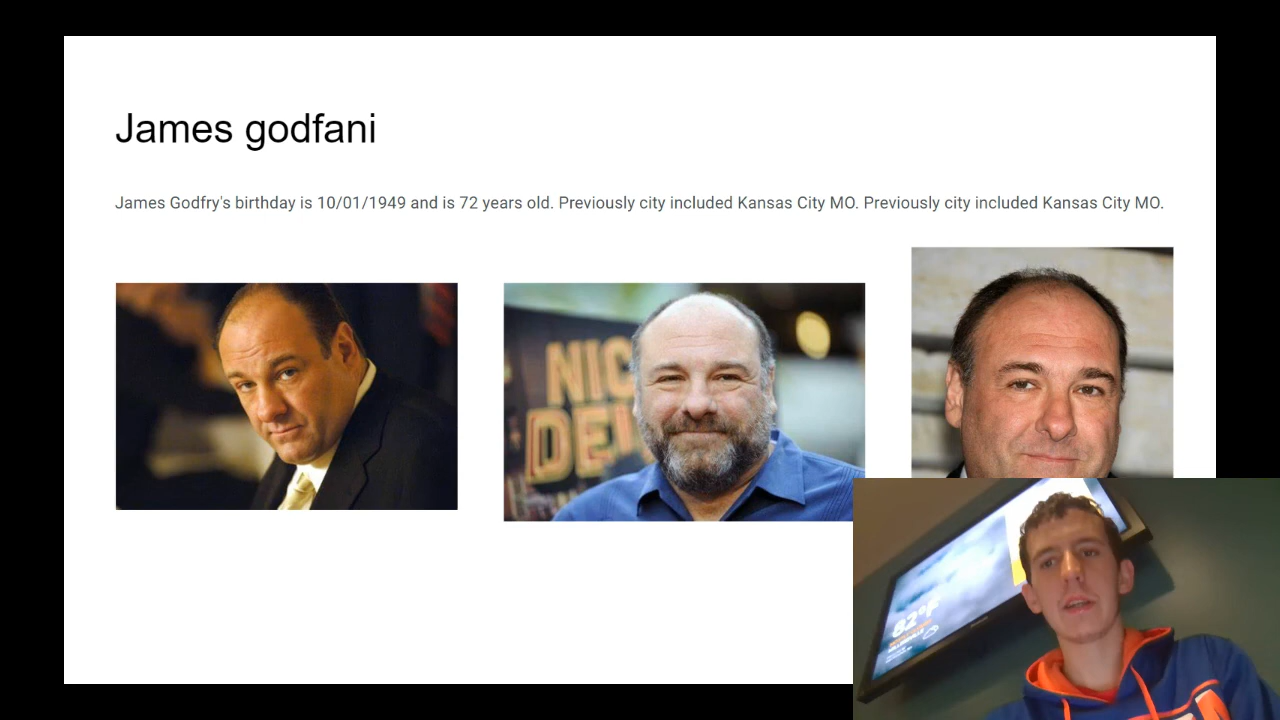 James godfani
James Godfry's birthday is 10/01/1949 and is 72 years old. Previously city included Kansas City MO. Previously city included Kansas City MO.
NIC
DEL
82°F